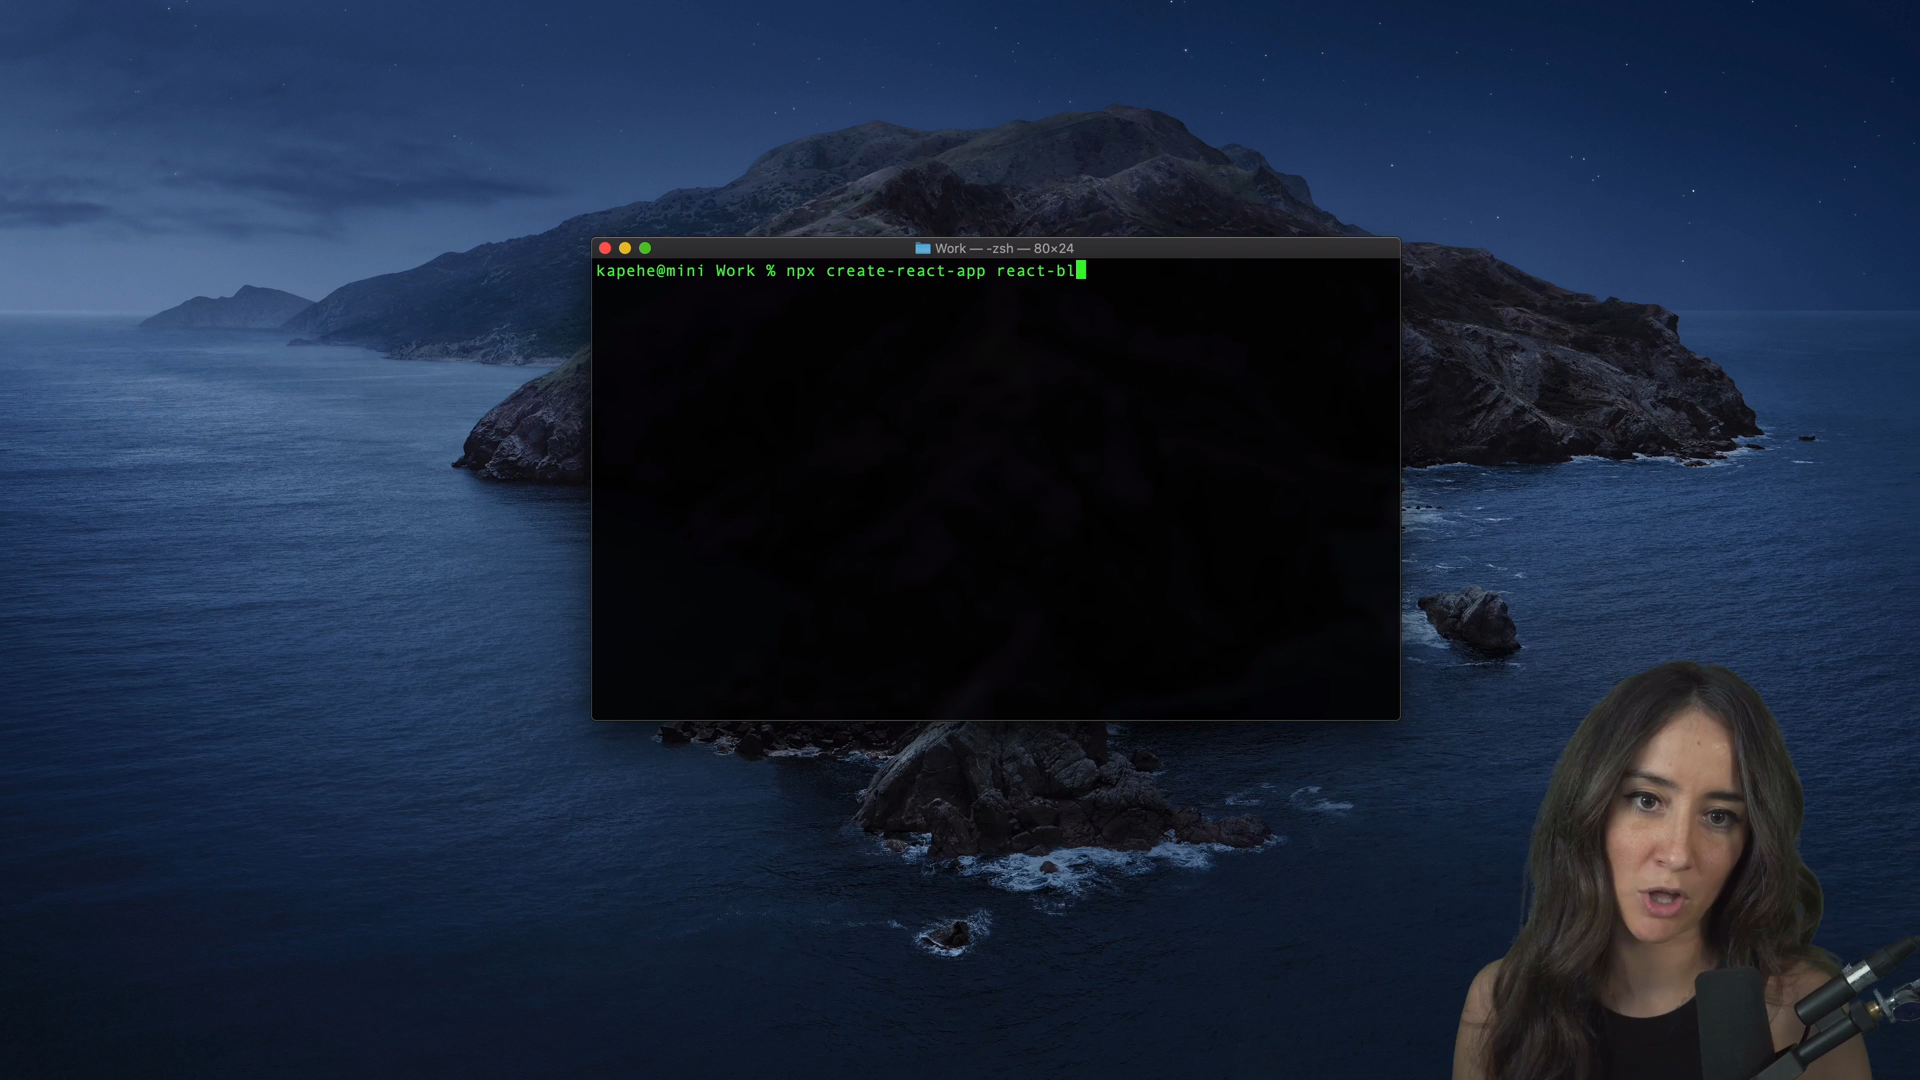 Work — -zsh — 80×24
kapehe@mini Work % npx create-react-app react-bl